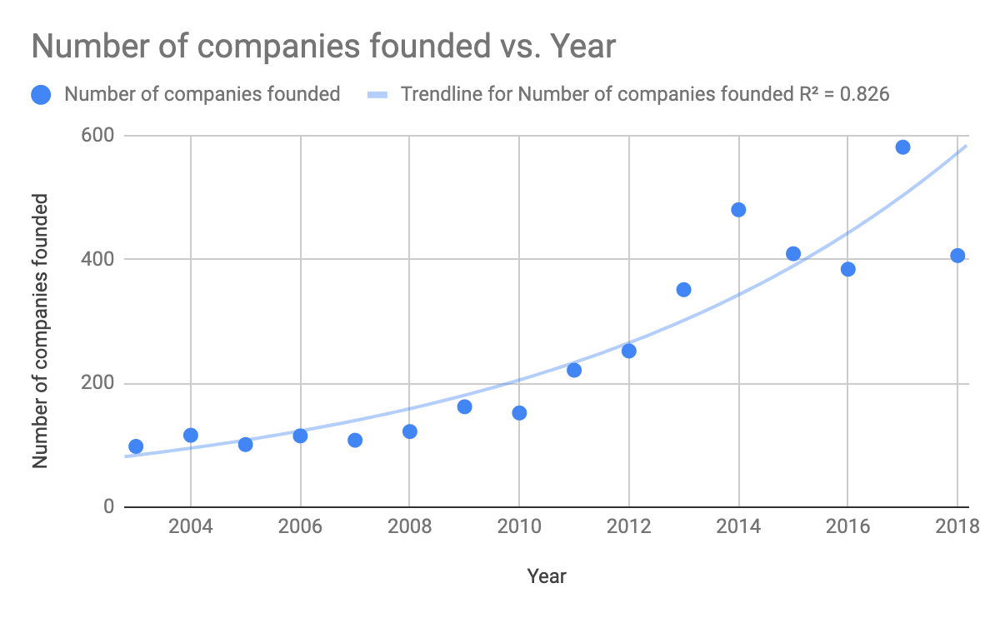 Number of companies founded vs. Year
Number of companies founded Trendline for Number of companies founded R² = 0.826
Number of companies founded
600
400
200
0
2004 2006 2008 2010 2012 2014 2016 2018
Year